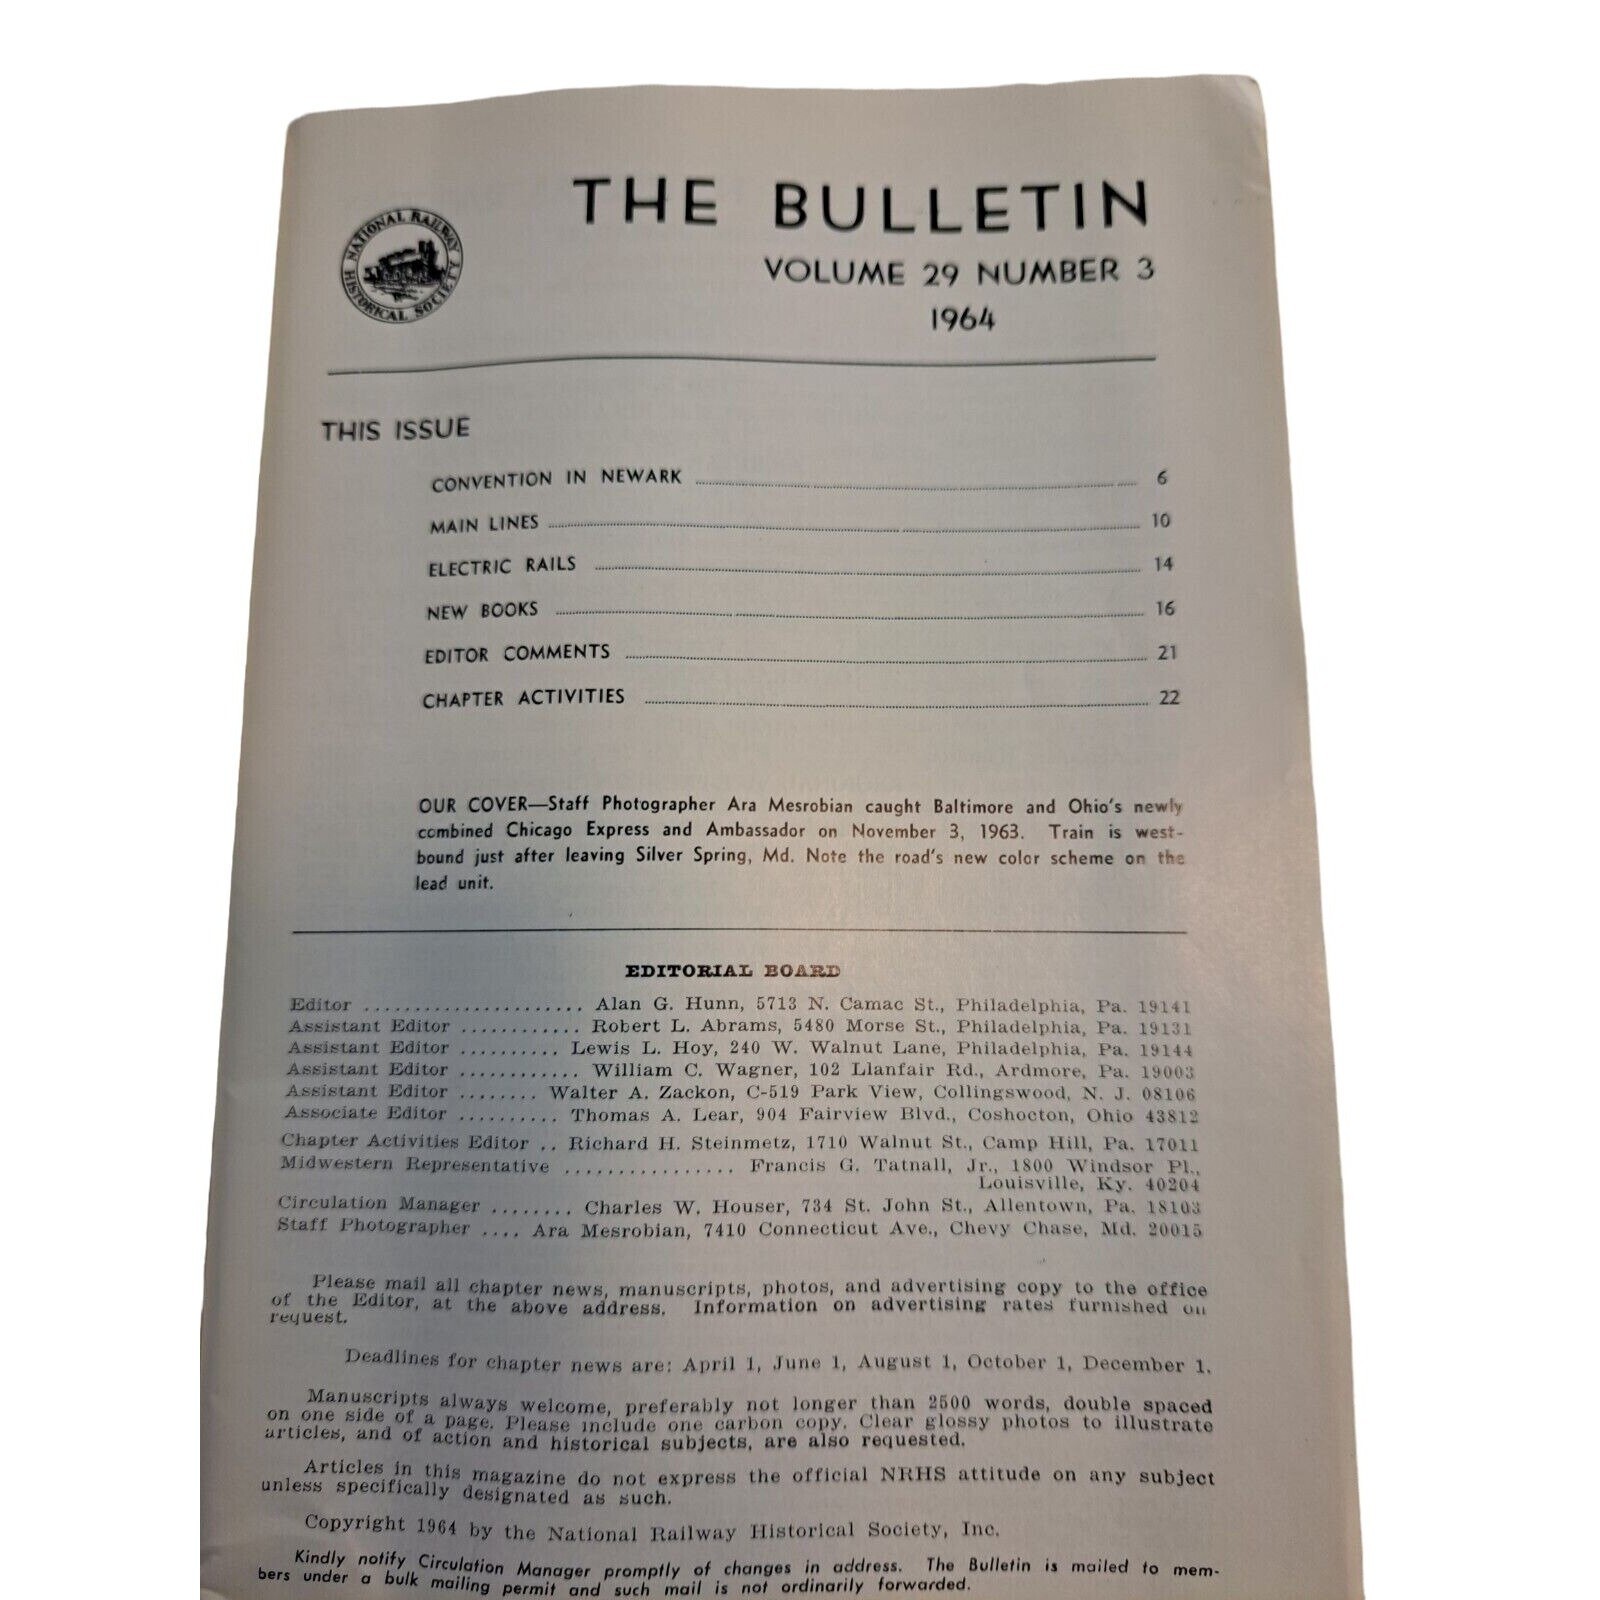 NATIONAL RAILWAY
HISTORICAL SOCIETY
THE BULLETIN
VOLUME 29 NUMBER 3
1964
THIS ISSUE
CONVENTION IN NEWARK ........ 6
MAIN LINES ........ 10
ELECTRIC RAILS ........ 14
NEW BOOKS ........ 16
EDITOR COMMENTS ........ 21
CHAPTER ACTIVITIES ........ 22
OUR COVER—Staff Photographer Ara Mesrobian caught Baltimore and Ohio's newly
combined Chicago Express and Ambassador on November 3, 1963. Train is west-
bound just after leaving Silver Spring, Md. Note the road's new color scheme on the
lead unit.
EDITORIAL BOARD
Editor ...................... Alan G. Hunn, 5713 N. Camac St., Philadelphia, Pa. 19141
Assistant Editor ............ Robert L. Abrams, 5480 Morse St., Philadelphia, Pa. 19131
Assistant Editor .......... Lewis L. Hoy, 240 W. Walnut Lane, Philadelphia, Pa. 19144
Assistant Editor ............ William C. Wagner, 102 Llanfair Rd., Ardmore, Pa. 19003
Assistant Editor ........ Walter A. Zackon, C-519 Park View, Collingswood, N. J. 08106
Associate Editor .......... Thomas A. Lear, 904 Fairview Blvd., Coshocton, Ohio 43812
Chapter Activities Editor .. Richard H. Steinmetz, 1710 Walnut St., Camp Hill, Pa. 17011
Midwestern Representative ................ Francis G. Tatnall, Jr., 1800 Windsor Pl.,
Louisville, Ky. 40204
Circulation Manager ........ Charles W. Houser, 734 St. John St., Allentown, Pa. 18103
Staff Photographer .... Ara Mesrobian, 7410 Connecticut Ave., Chevy Chase, Md. 20015
Please mail all chapter news, manuscripts, photos, and advertising copy to the office
of the Editor, at the above address. Information on advertising rates furnished on
request.
Deadlines for chapter news are: April 1, June 1, August 1, October 1, December 1.
Manuscripts always welcome, preferably not longer than 2500 words, double spaced
on one side of a page. Please include one carbon copy. Clear glossy photos to illustrate
articles, and of action and historical subjects, are also requested.
Articles in this magazine do not express the official NRHS attitude on any subject
unless specifically designated as such.
Copyright 1964 by the National Railway Historical Society, Inc.
Kindly notify Circulation Manager promptly of changes in address. The Bulletin is mailed to mem-
bers under a bulk mailing permit and such mail is not ordinarily forwarded.